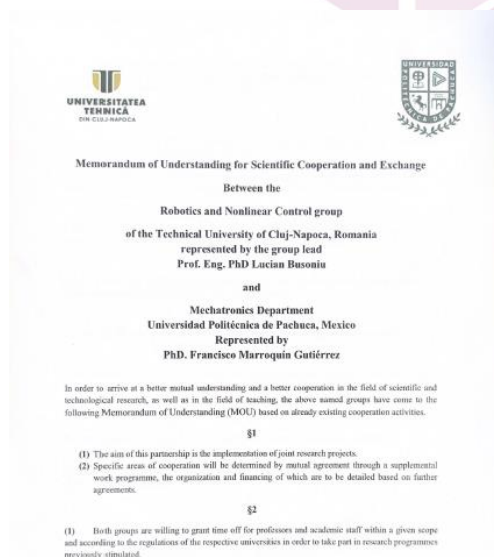 UNIVERSITATEA
TEHNICĂ
DIN CLUJ-NAPOCA
UNIVERSIDAD
POLITÉCNICA DE PACHUCA
Memorandum of Understanding for Scientific Cooperation and Exchange
Between the
Robotics and Nonlinear Control group
of the Technical University of Cluj-Napoca, Romania
represented by the group lead
Prof. Eng. PhD Lucian Busoniu
and
Mechatronics Department
Universidad Politécnica de Pachuca, Mexico
Represented by
PhD. Francisco Marroquín Gutiérrez
In order to arrive at a better mutual understanding and a better cooperation in the field of scientific and
technological research, as well as in the field of teaching, the above named groups have come to the
following Memorandum of Understanding (MOU) based on already existing cooperation activities.
§1
(1) The aim of this partnership is the implementation of joint research projects.
(2) Specific areas of cooperation will be determined by mutual agreement through a supplemental
work programme, the organization and financing of which are to be detailed based on further
agreements.
§2
(1) Both groups are willing to grant time off for professors and academic staff within a given scope
and according to the regulations of the respective universities in order to take part in research programmes
previously stimulated.